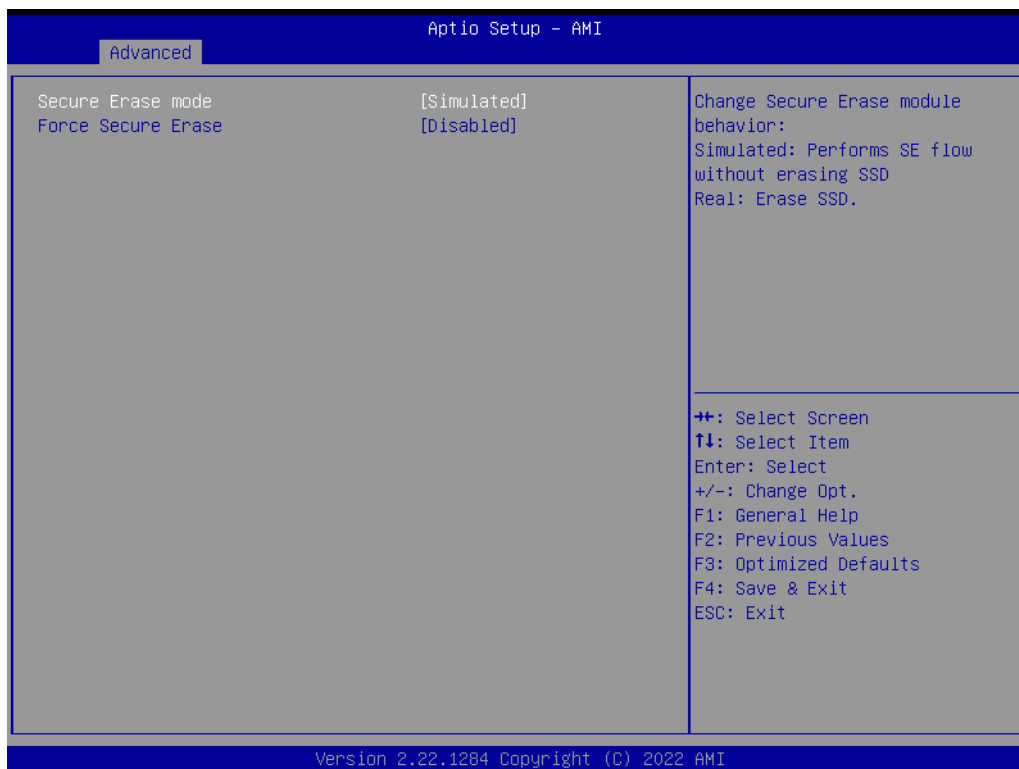 Aptio Setup – AMI
Advanced
Secure Erase mode [Simulated]
Force Secure Erase [Disabled]
Change Secure Erase module
behavior:
Simulated: Performs SE flow
without erasing SSD
Real: Erase SSD.
→←: Select Screen
↑↓: Select Item
Enter: Select
+/-: Change Opt.
F1: General Help
F2: Previous Values
F3: Optimized Defaults
F4: Save & Exit
ESC: Exit
Version 2.22.1284 Copyright (C) 2022 AMI